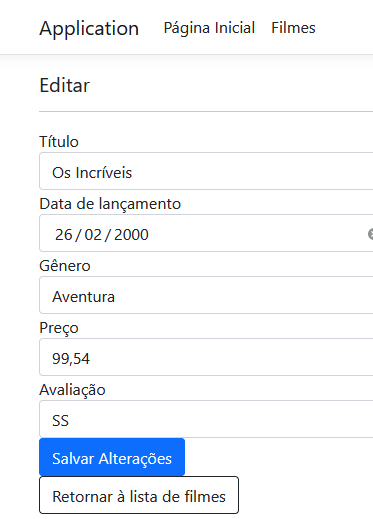 Application Página Inicial Filmes
Editar
Título
Os Incríveis
Data de lançamento
26/02/2000
Gênero
Aventura
Preço
99,54
Avaliação
SS
Salvar Alterações
Retornar à lista de filmes